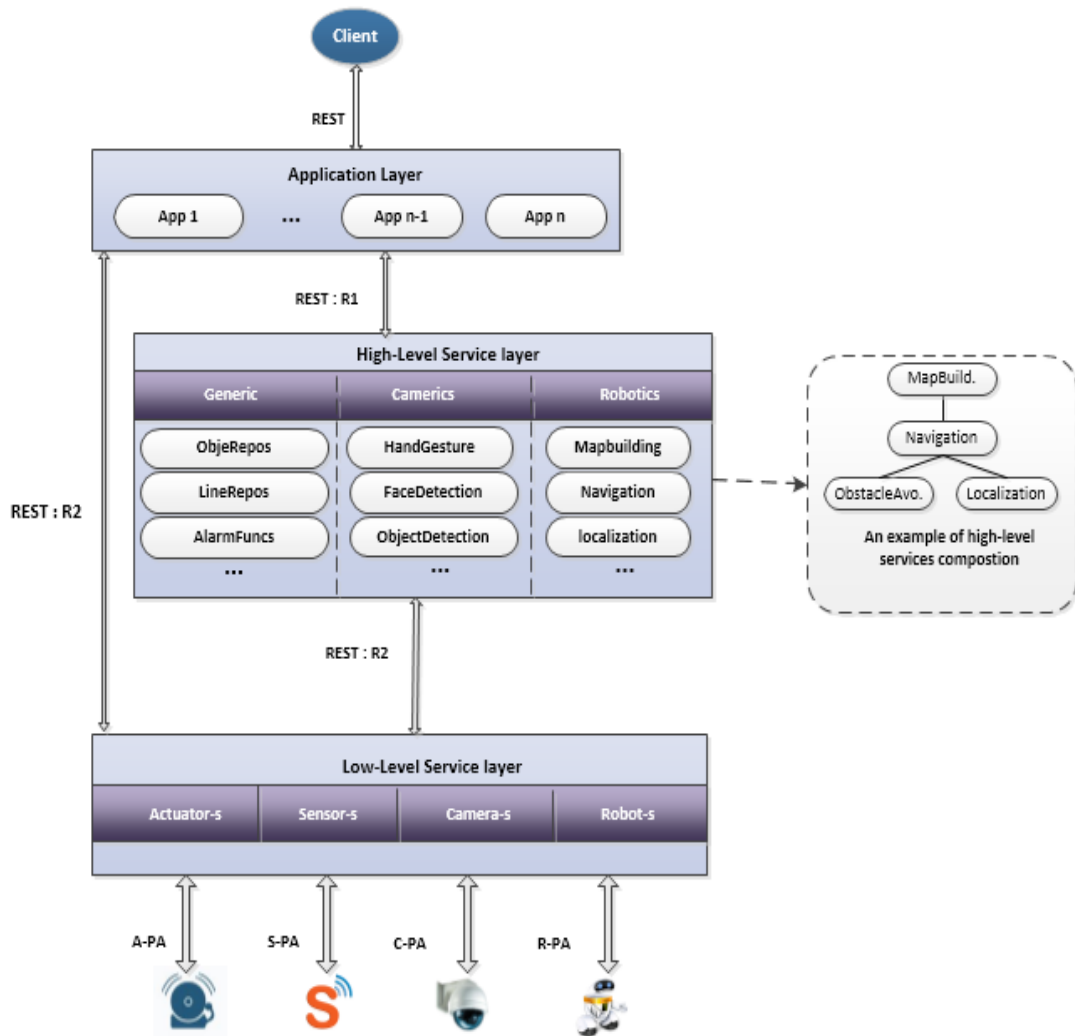 Client
REST
Application Layer
App 1
...
App n-1
App n
REST : R1
REST : R2
High-Level Service layer
Generic
Camerics
Robotics
ObjeRepos
HandGesture
Mapbuilding
LineRepos
FaceDetection
Navigation
AlarmFuncs
ObjectDetection
localization
...
...
...
MapBuild.
Navigation
ObstacleAvo.
Localization
An example of high-level
services compostion
REST : R2
Low-Level Service layer
Actuator-s
Sensor-s
Camera-s
Robot-s
A-PA
S-PA
C-PA
R-PA
S